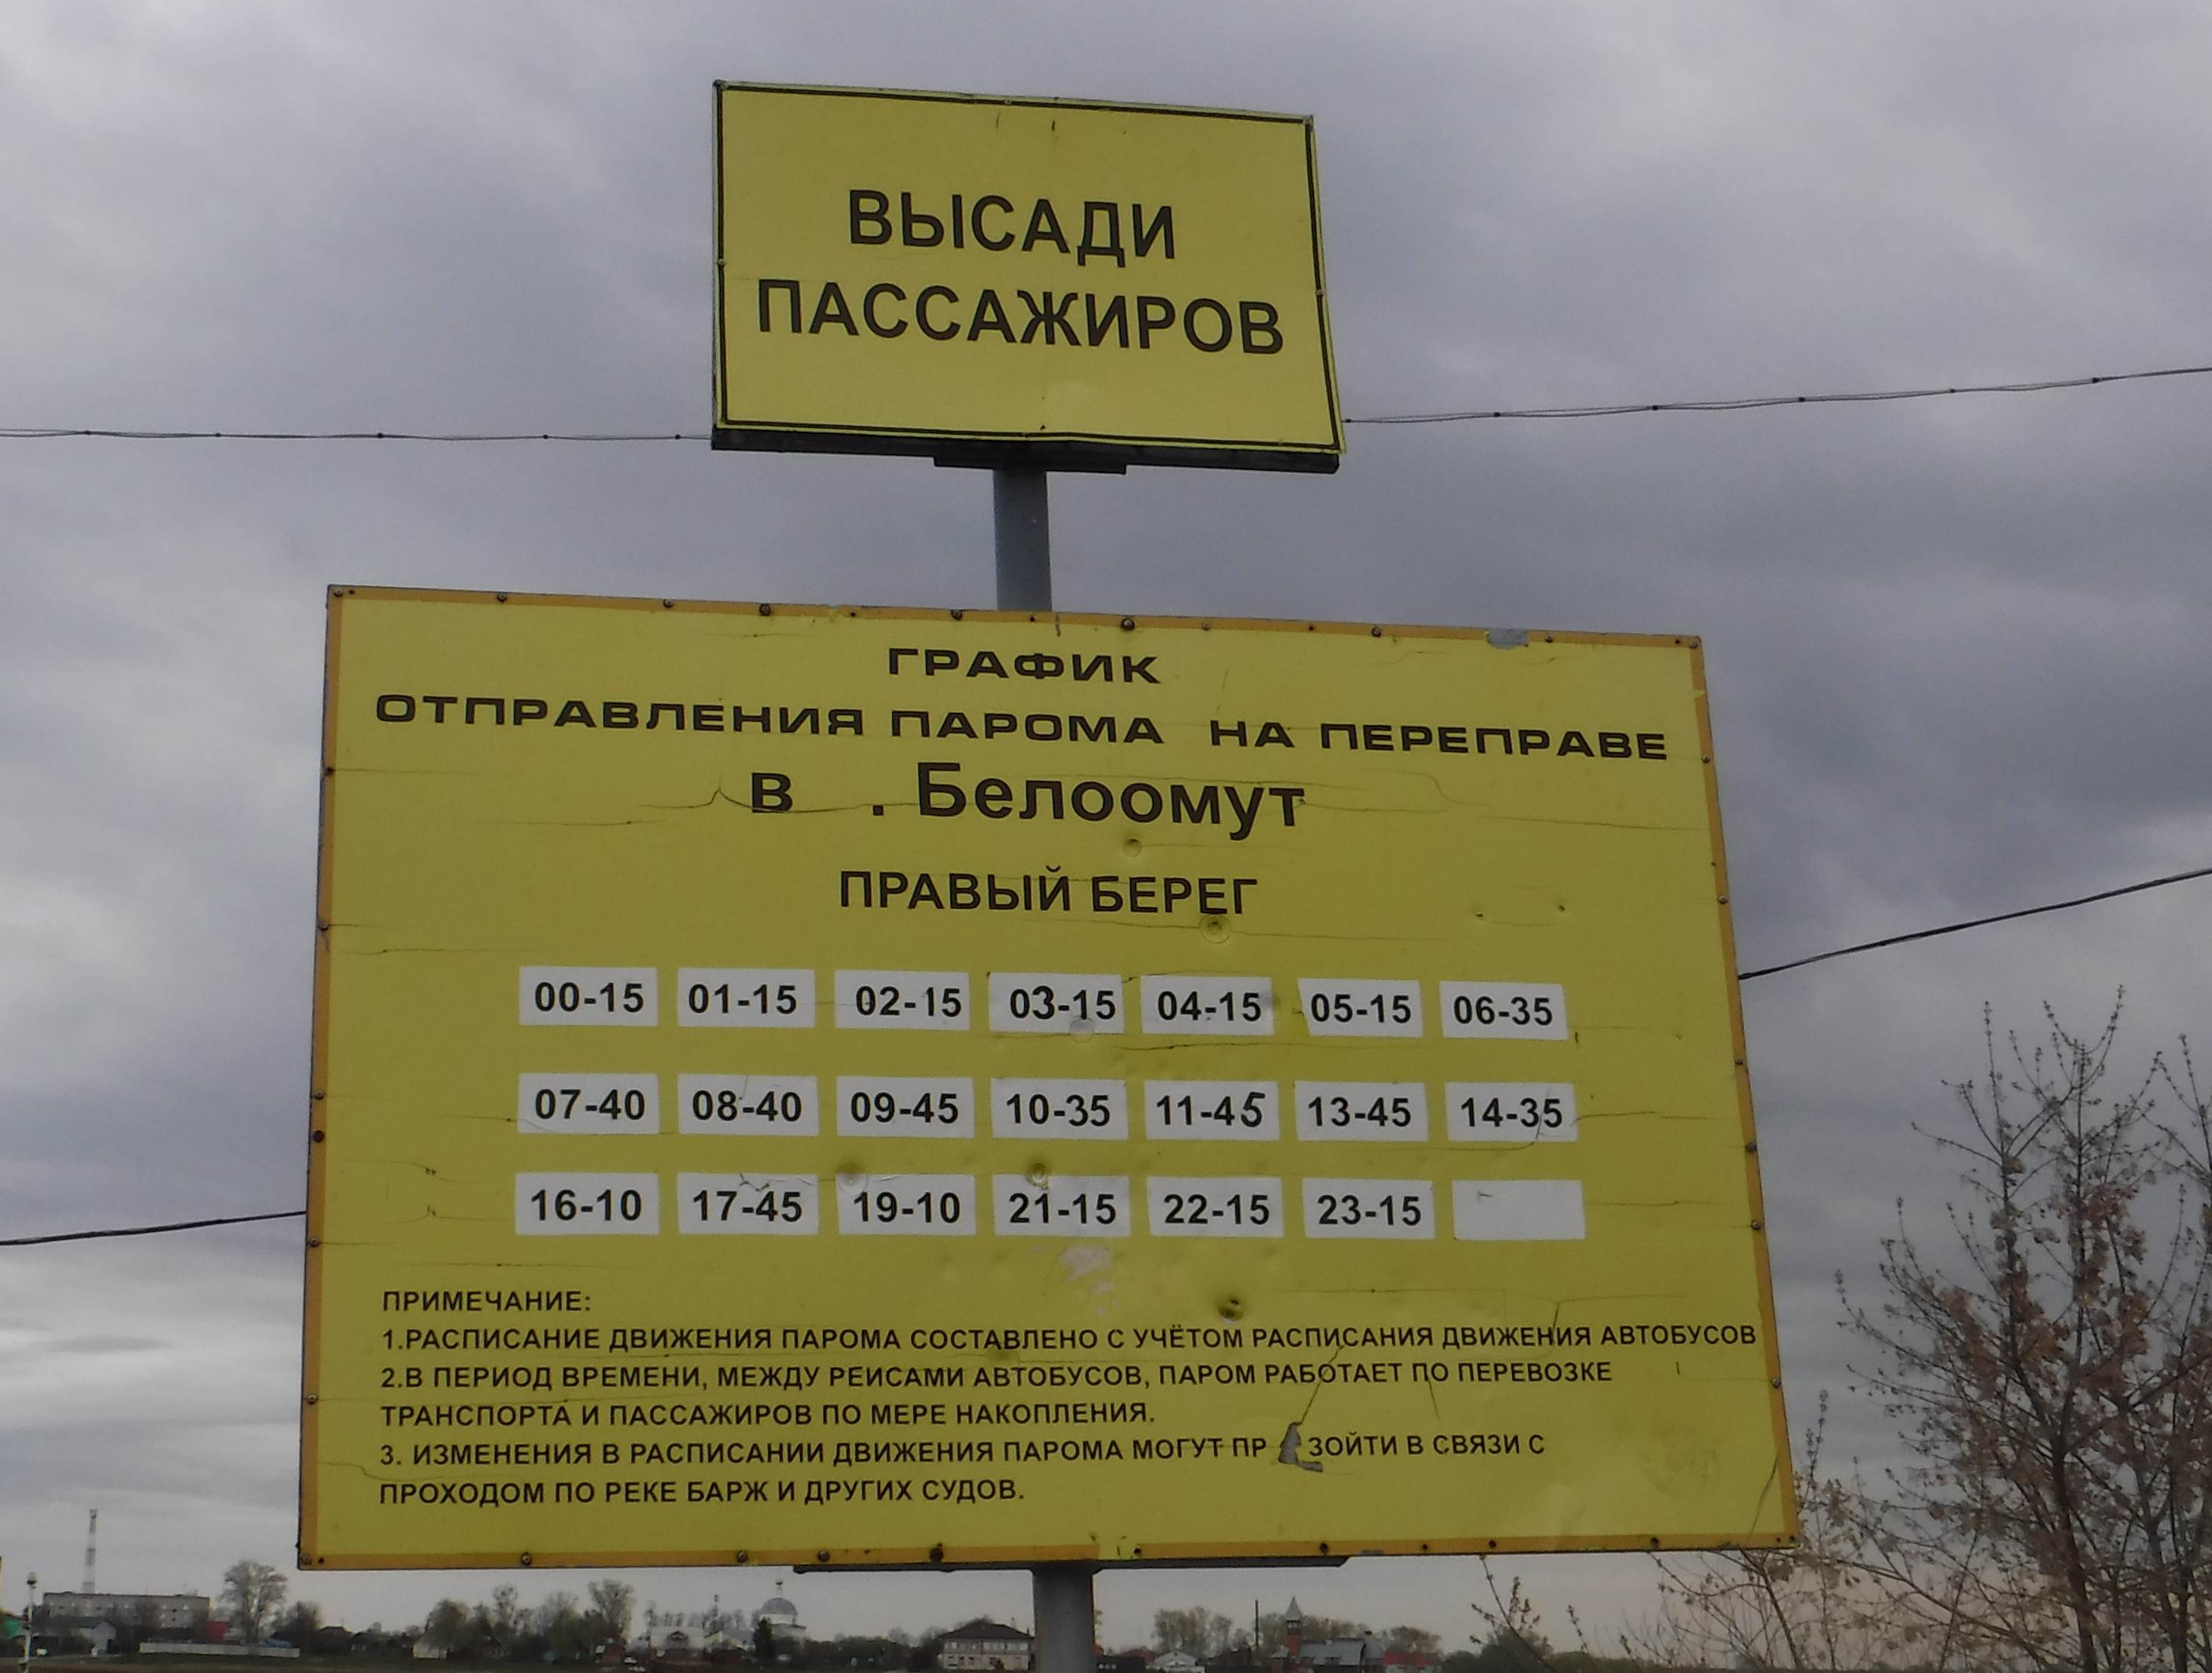 ВЫСАДИ
ПАССАЖИРОВ
ГРАФИК
ОТПРАВЛЕНИЯ ПАРОМА НА ПЕРЕПРАВЕ
В . Белоомут
ПРАВЫЙ БЕРЕГ
00-15 01-15 02-15 03-15 04-15 05-15 06-35
07-40 08-40 09-45 10-35 11-45 13-45 14-35
16-10 17-45 19-10 21-15 22-15 23-15
ПРИМЕЧАНИЕ:
1.РАСПИСАНИЕ ДВИЖЕНИЯ ПАРОМА СОСТАВЛЕНО С УЧЁТОМ РАСПИСАНИЯ ДВИЖЕНИЯ АВТОБУСОВ
2.В ПЕРИОД ВРЕМЕНИ, МЕЖДУ РЕИСАМИ АВТОБУСОВ, ПАРОМ РАБОТАЕТ ПО ПЕРЕВОЗКЕ
ТРАНСПОРТА И ПАССАЖИРОВ ПО МЕРЕ НАКОПЛЕНИЯ.
3. ИЗМЕНЕНИЯ В РАСПИСАНИИ ДВИЖЕНИЯ ПАРОМА МОГУТ ПР ЗОЙТИ В СВЯЗИ С
ПРОХОДОМ ПО РЕКЕ БАРЖ И ДРУГИХ СУДОВ.